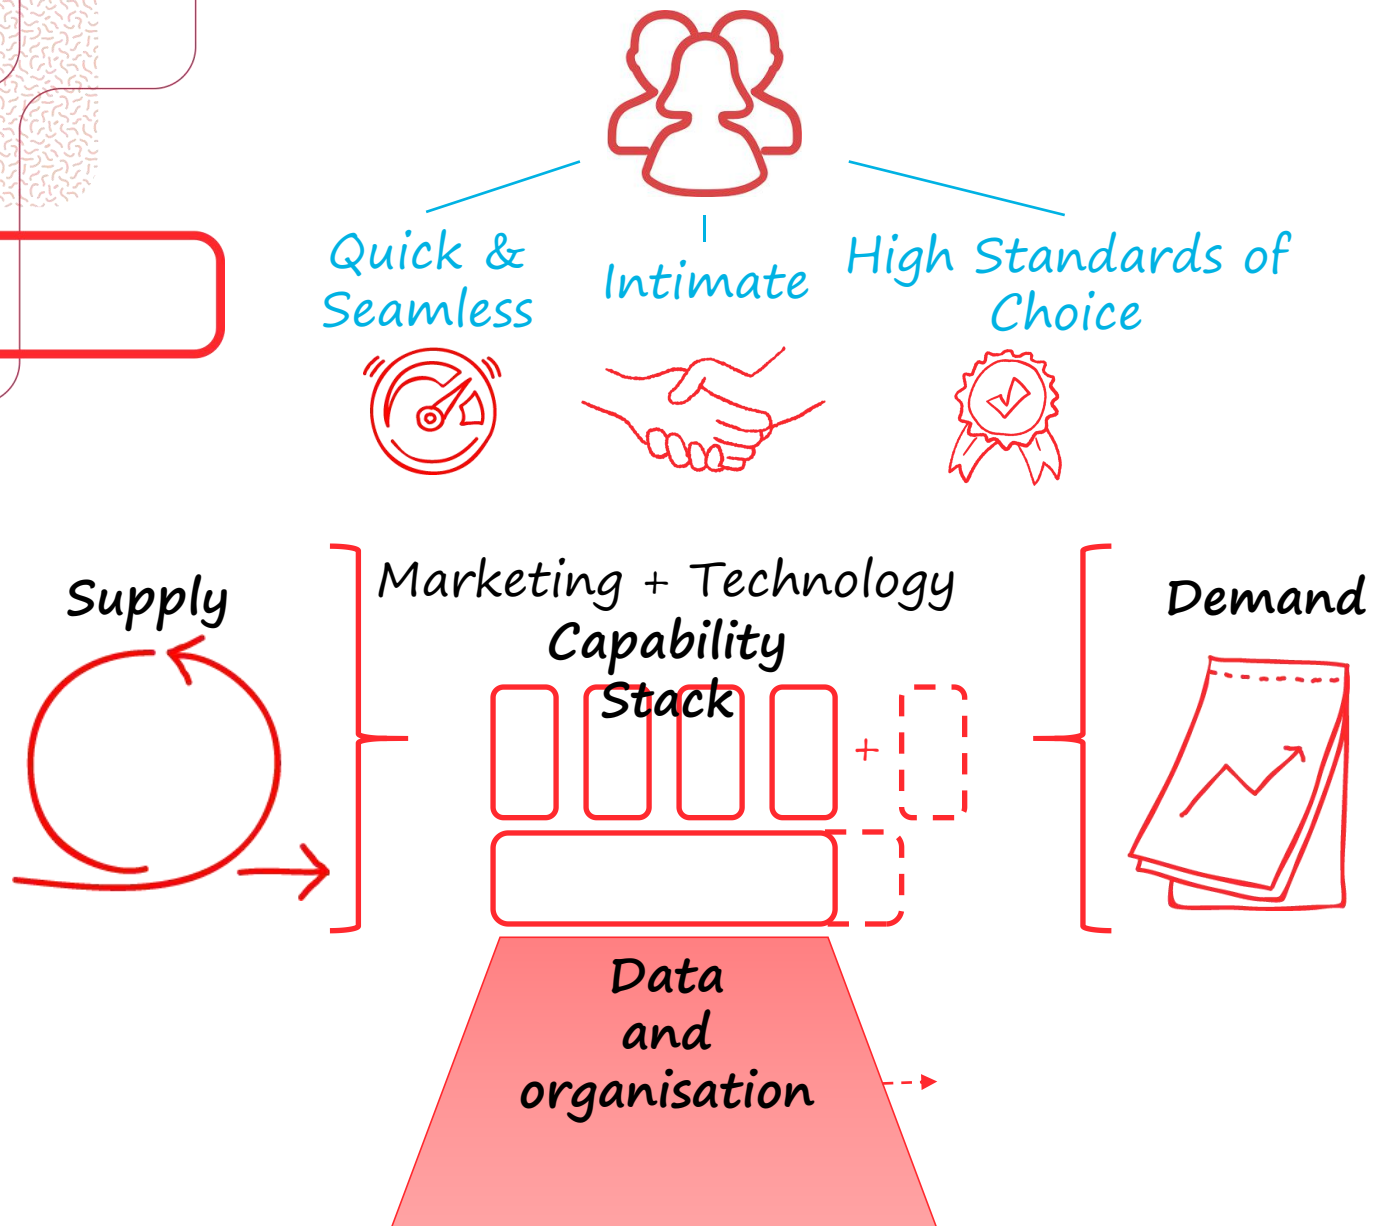 Quick &
Seamless
Intimate
High Standards of
Choice
Supply
Marketing + Technology
Capability
Stack
+
Demand
Data
and
organisation